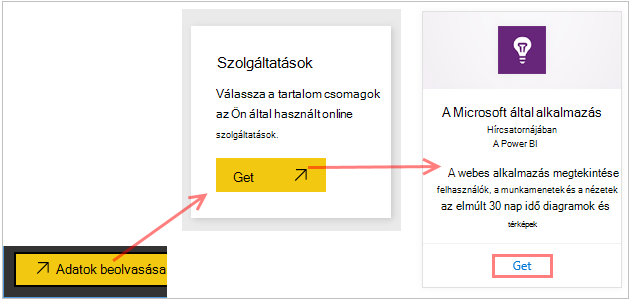 Adatok beolvasása
Szolgáltatások
Válassza a tartalom csomagok
az Ön által használt online
szolgáltatások.
Get
A Microsoft által alkalmazás
Hírcsatornájában
A Power BI
A webes alkalmazás megtekintése
felhasználók, a munkamenetek és a nézetek
az elmúlt 30 nap idő diagramok és
térképek
Get